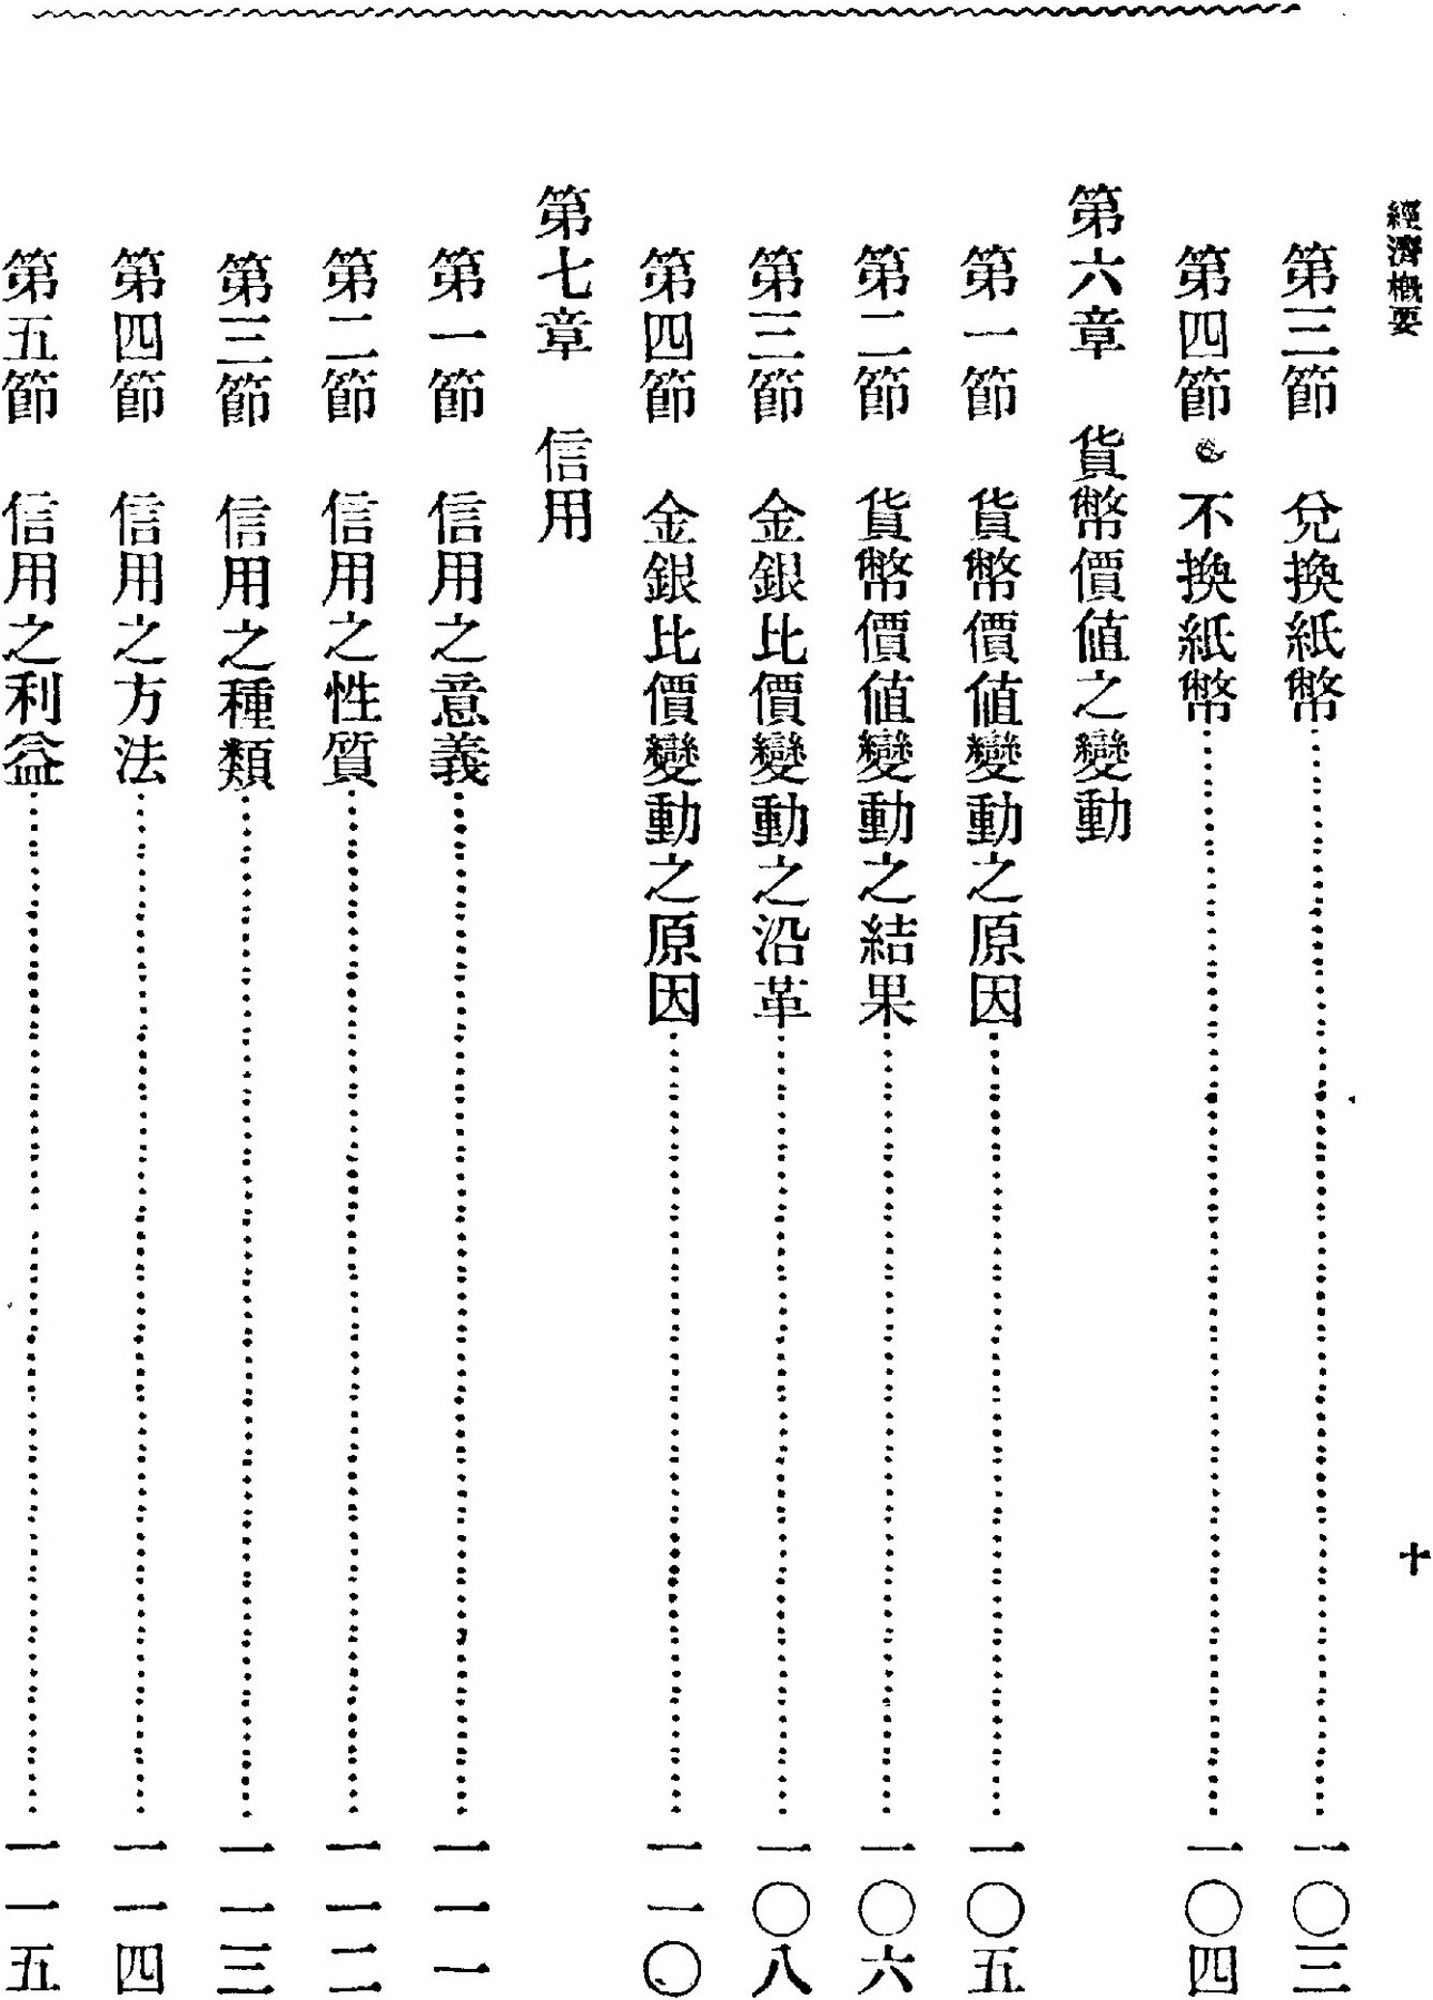 經濟概要
十
第三節　兌換紙幣……一〇三
第四節　不換紙幣……一〇四
第六章　貨幣價値之變動
第一節　貨幣價値變動之原因……一〇五
第二節　貨幣價値變動之結果……一〇六
第三節　金銀比價變動之沿革……一〇八
第四節　金銀比價變動之原因……一一〇
第七章　信用
第一節　信用之意義……一一一
第二節　信用之性質……一一二
第三節　信用之種類……一一三
第四節　信用之方法……一一四
第五節　信用之利益……一一五